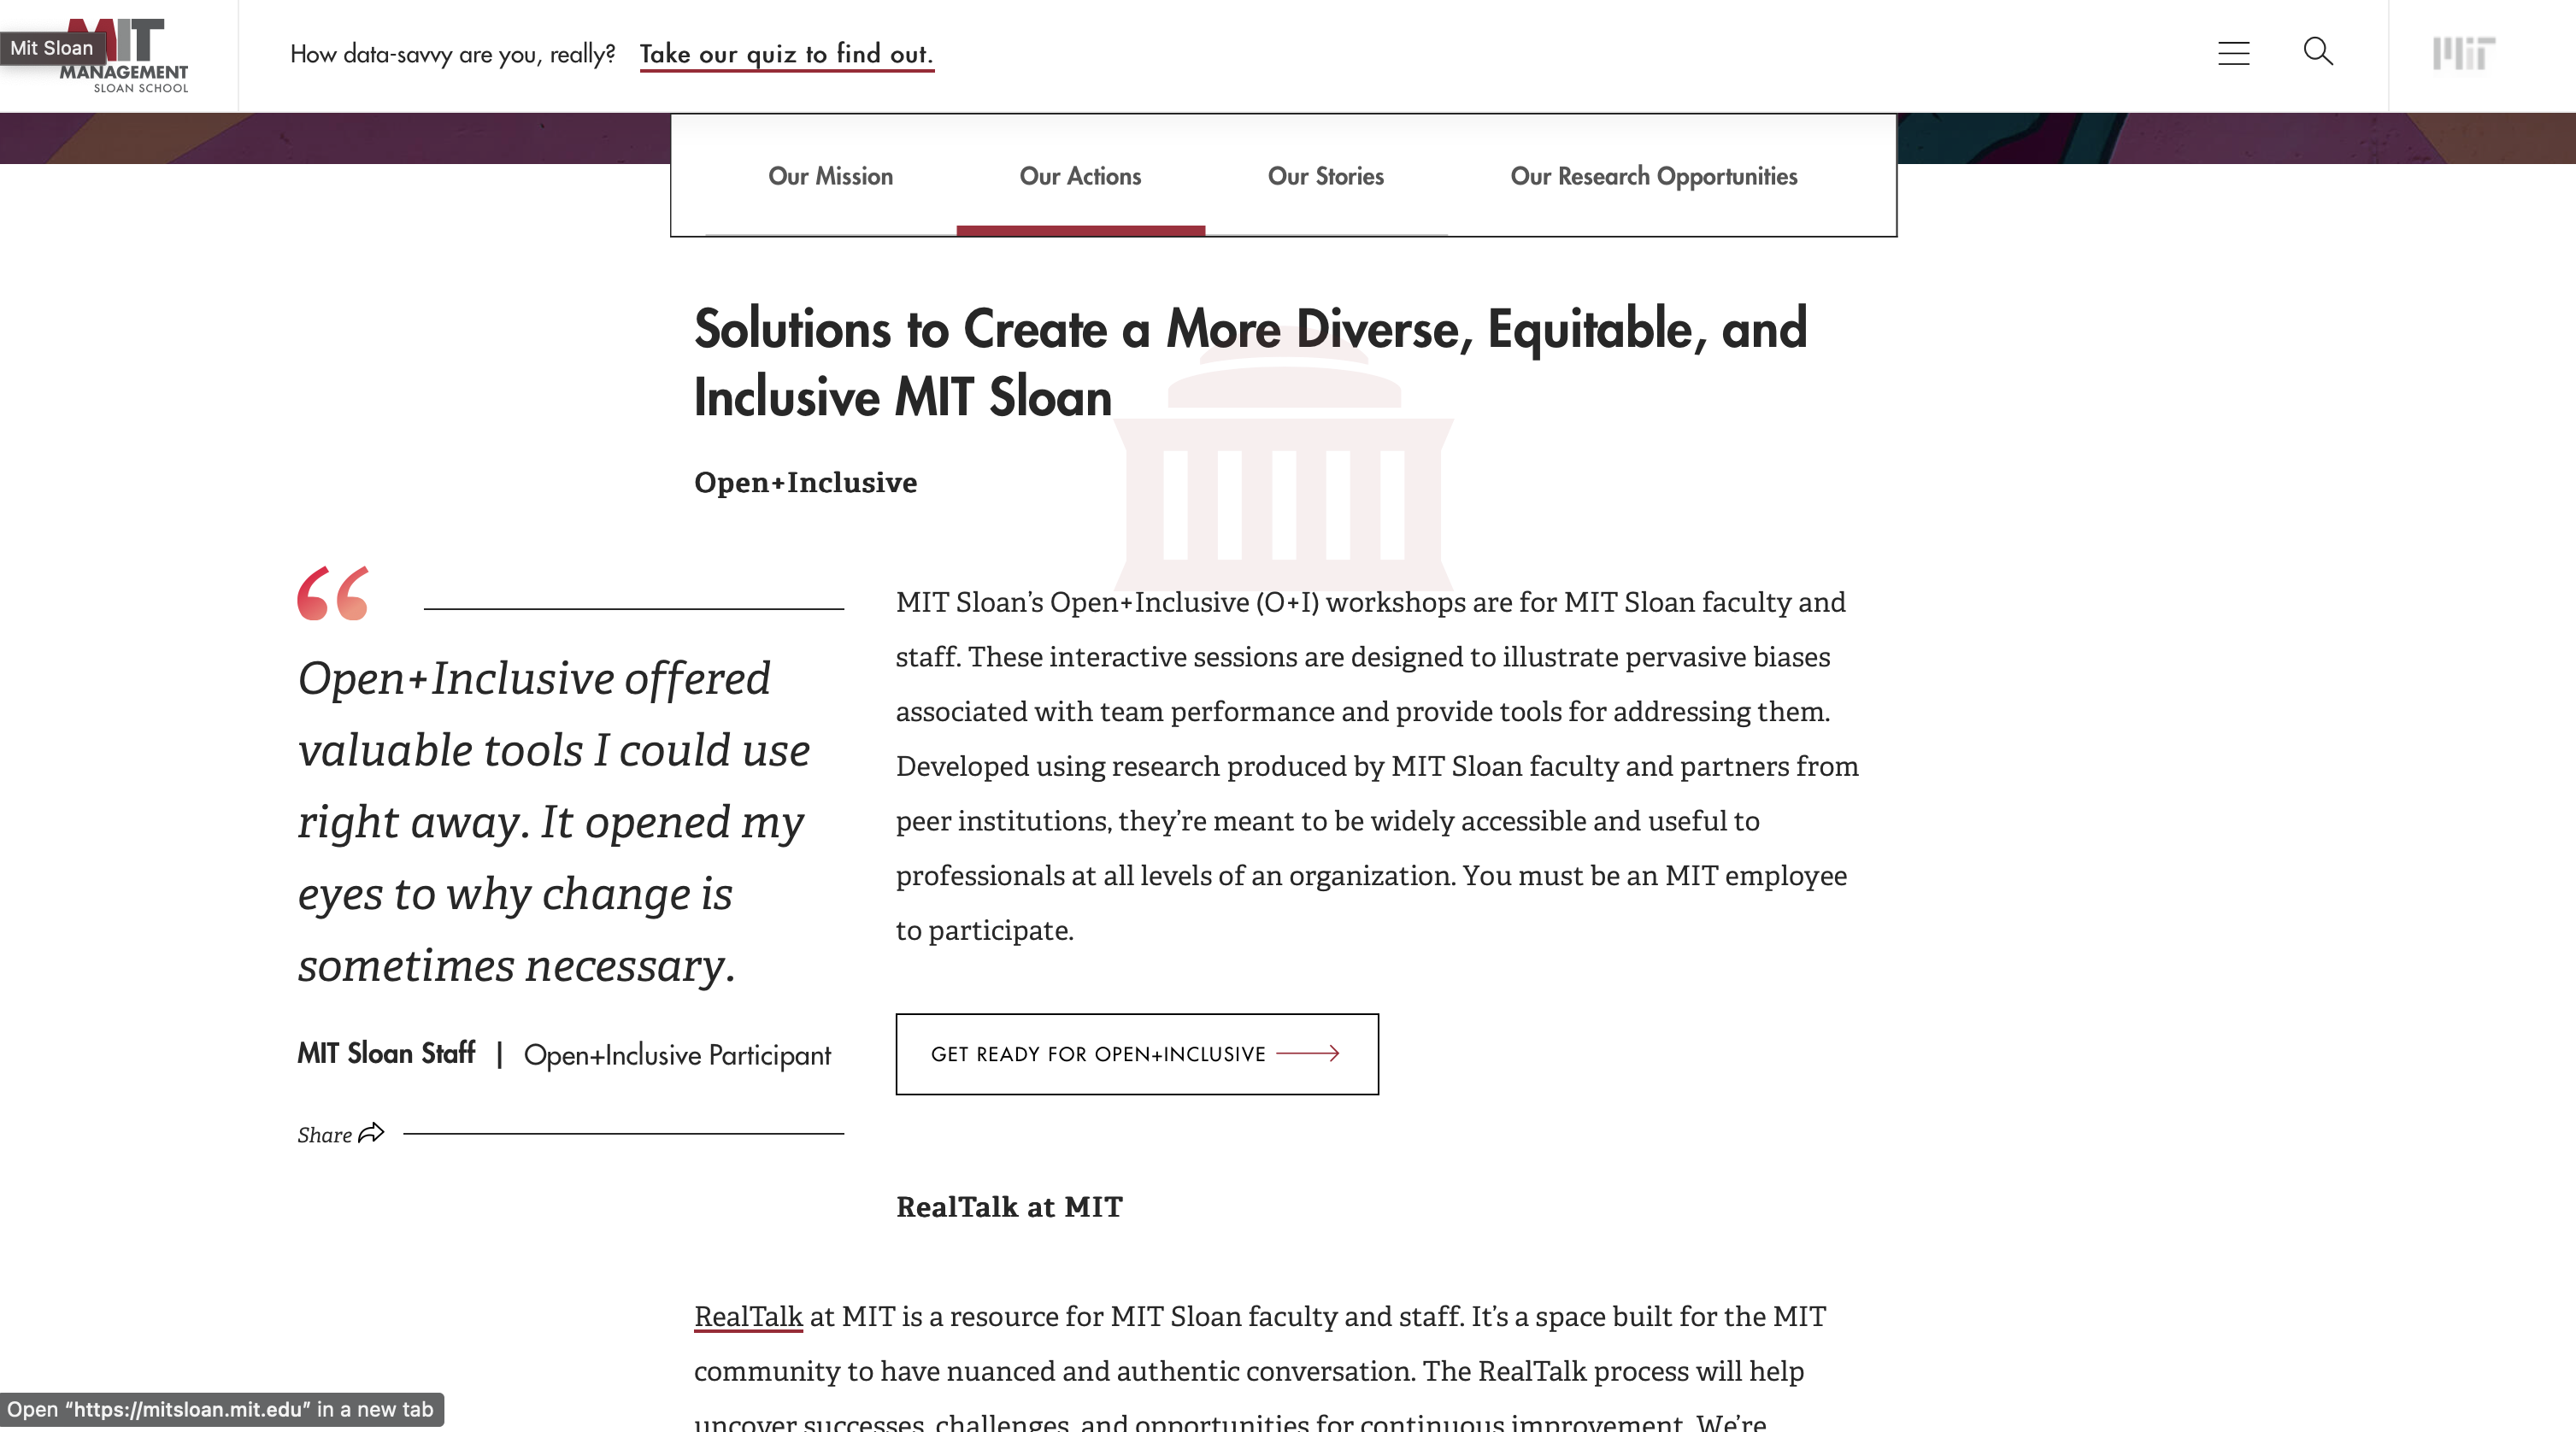 Mit Sloan
MIT
MANAGEMENT
SLOAN SCHOOL
How data-savvy are you, really? Take our quiz to find out.
MIT
Our Mission Our Actions Our Stories Our Research Opportunities
Solutions to Create a More Diverse, Equitable, and
Inclusive MIT Sloan
Open+Inclusive
“
Open+Inclusive offered
valuable tools I could use
right away. It opened my
eyes to why change is
sometimes necessary.
MIT Sloan Staff | Open+Inclusive Participant
Share
MIT Sloan’s Open+Inclusive (O+I) workshops are for MIT Sloan faculty and
staff. These interactive sessions are designed to illustrate pervasive biases
associated with team performance and provide tools for addressing them.
Developed using research produced by MIT Sloan faculty and partners from
peer institutions, they’re meant to be widely accessible and useful to
professionals at all levels of an organization. You must be an MIT employee
to participate.
GET READY FOR OPEN+INCLUSIVE
RealTalk at MIT
RealTalk at MIT is a resource for MIT Sloan faculty and staff. It’s a space built for the MIT
community to have nuanced and authentic conversation. The RealTalk process will help
uncover successes, challenges, and opportunities for continuous improvement. We’re
Open “https://mitsloan.mit.edu” in a new tab